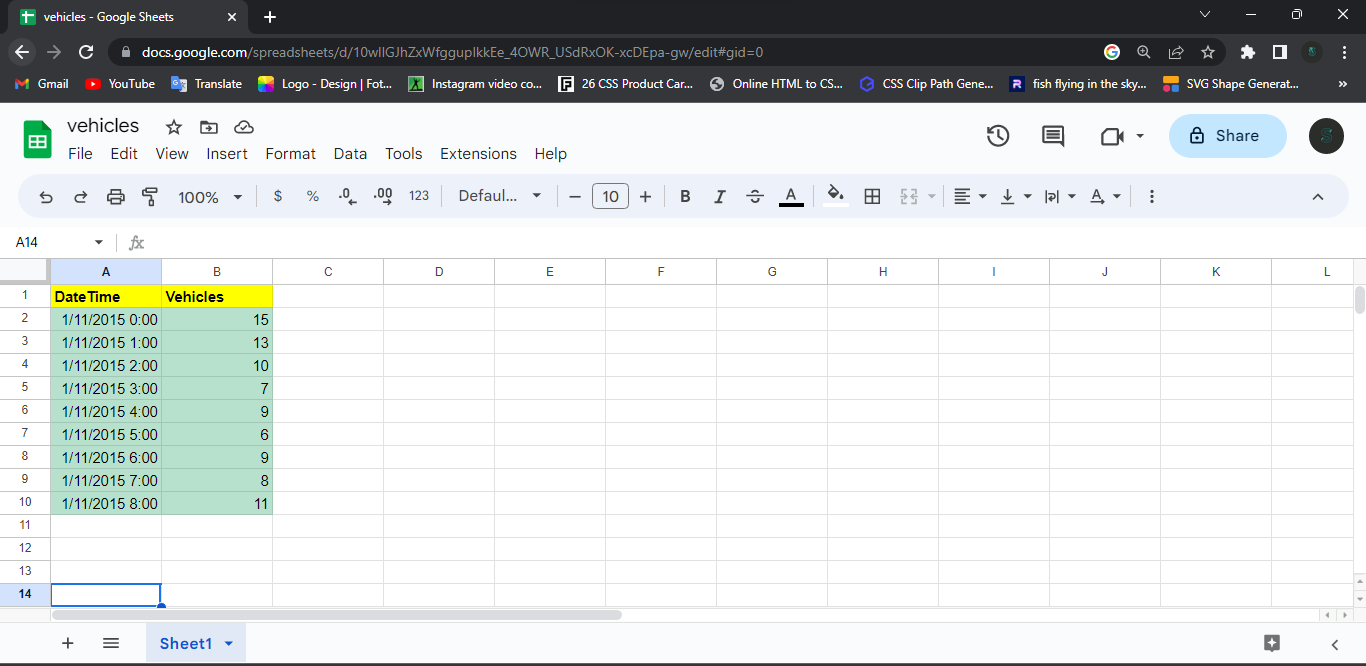 vehicles - Google Sheets
docs.google.com/spreadsheets/d/10wlIGJhZxWfggupIkkEe_4OWR_USdRxOK-xcDEpa-gw/edit#gid=0
Gmail YouTube Translate Logo - Design | Fot... Instagram video co... 26 CSS Product Car... Online HTML to CS... CSS Clip Path Gene... fish flying in the sky... SVG Shape Generat... »
vehicles
File Edit View Insert Format Data Tools Extensions Help
Share
100% $ % .0 .00 123 Defaul... 10 B I A
A14 fx
A B C D E F G H I J K L
1 DateTime Vehicles
2 1/11/2015 0:00 15
3 1/11/2015 1:00 13
4 1/11/2015 2:00 10
5 1/11/2015 3:00 7
6 1/11/2015 4:00 9
7 1/11/2015 5:00 6
8 1/11/2015 6:00 9
9 1/11/2015 7:00 8
10 1/11/2015 8:00 11
11
12
13
14
Sheet1